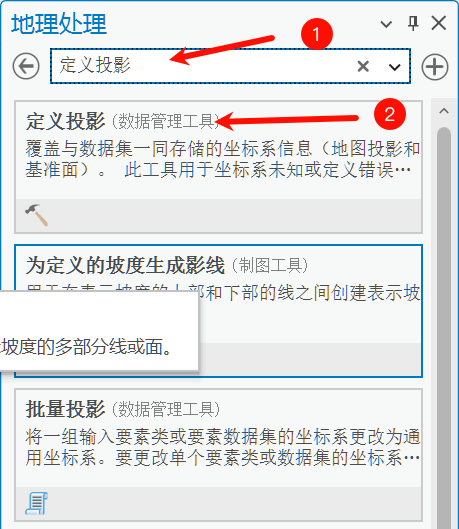 地理处理
定义投影
1
定义投影 (数据管理工具)
2
覆盖与数据集一同存储的坐标系信息（地图投影和
基准面）。 此工具用于坐标系未知或定义错误…
为定义的坡度生成影线 (制图工具)
用于在表示坡度的上部和下部的线之间创建表示坡
坡度的多部分线或面。
批量投影 (数据管理工具)
将一组输入要素类或要素数据集的坐标系更改为通
用坐标系。要更改单个要素类或数据集的坐标系…